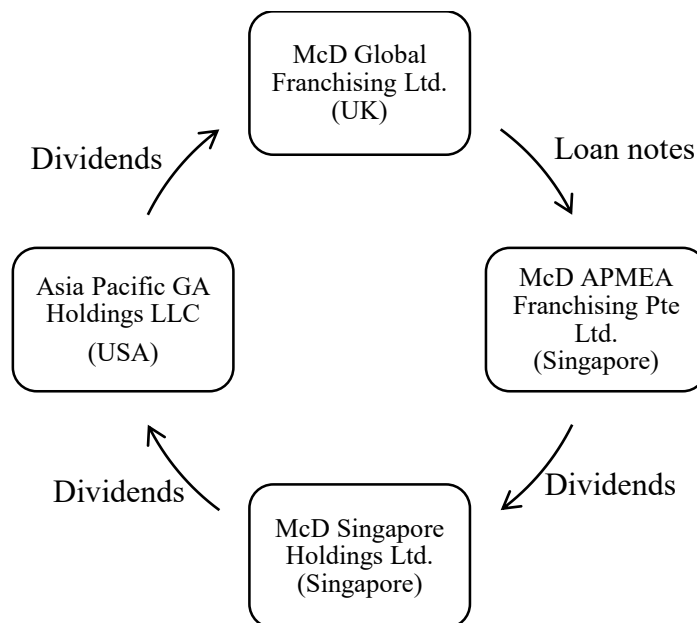 McD Global
Franchising Ltd.
(UK)
Dividends
Loan notes
Asia Pacific GA
Holdings LLC
(USA)
McD APMEA
Franchising Pte
Ltd.
(Singapore)
Dividends
Dividends
McD Singapore
Holdings Ltd.
(Singapore)